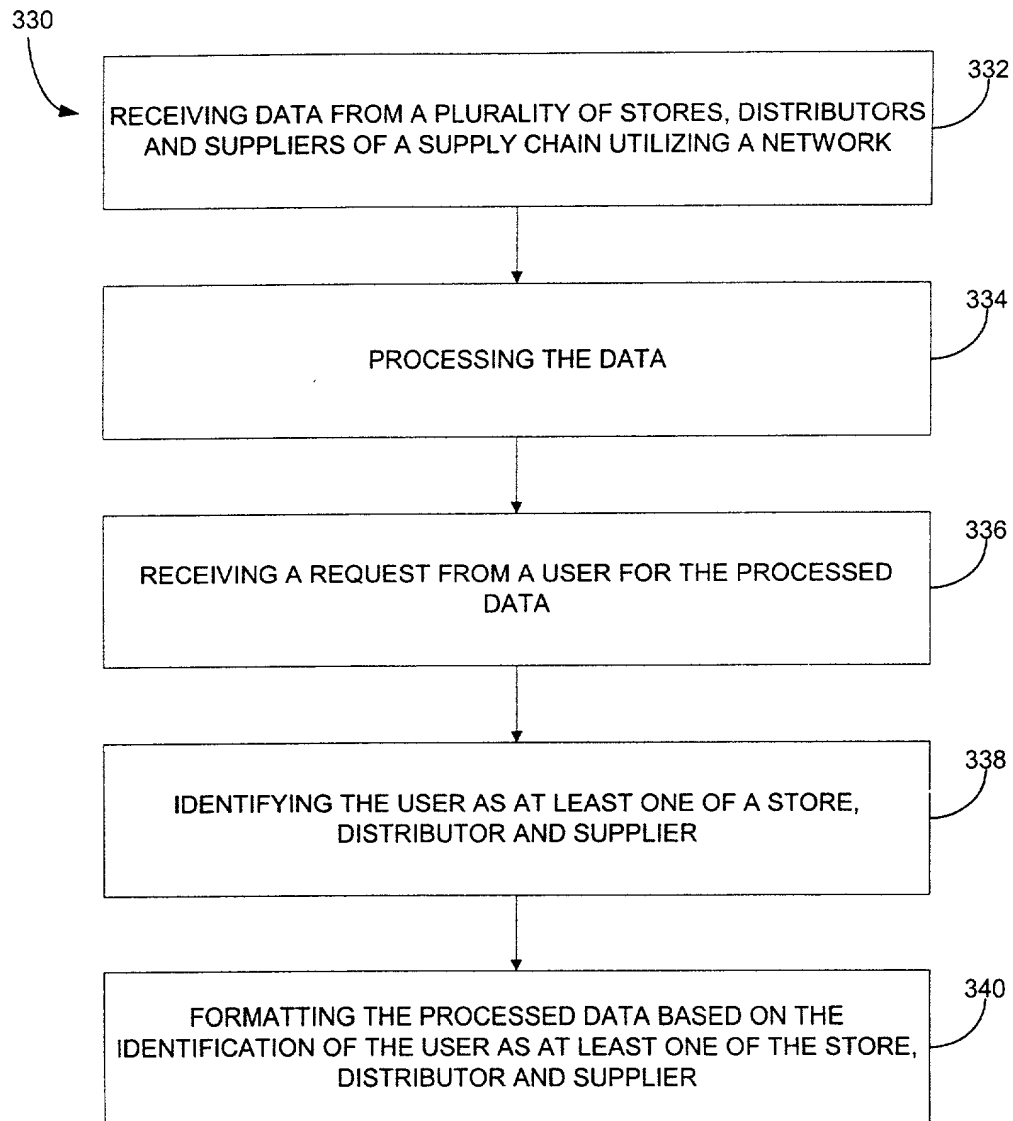 330
332
RECEIVING DATA FROM A PLURALITY OF STORES, DISTRIBUTORS
AND SUPPLIERS OF A SUPPLY CHAIN UTILIZING A NETWORK
334
PROCESSING THE DATA
336
RECEIVING A REQUEST FROM A USER FOR THE PROCESSED
DATA
338
IDENTIFYING THE USER AS AT LEAST ONE OF A STORE,
DISTRIBUTOR AND SUPPLIER
340
FORMATTING THE PROCESSED DATA BASED ON THE
IDENTIFICATION OF THE USER AS AT LEAST ONE OF THE STORE,
DISTRIBUTOR AND SUPPLIER